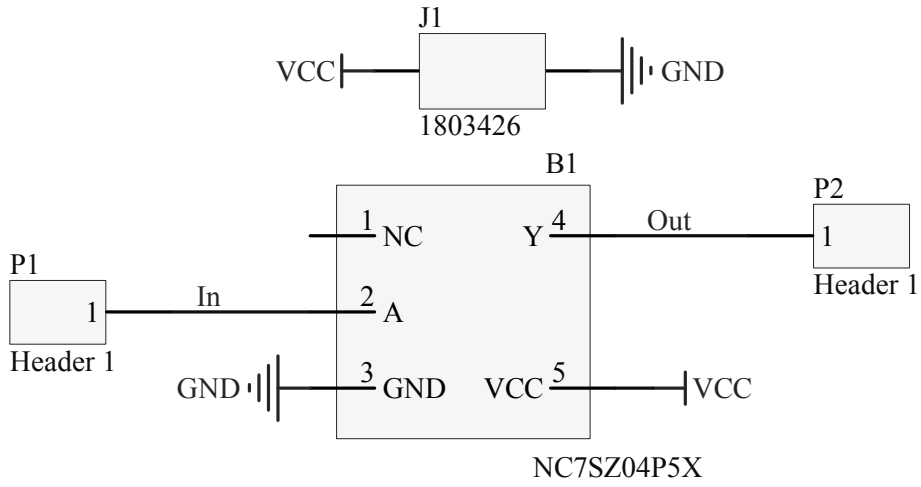 J1
VCC
GND
1803426
B1
P2
1
NC
Y
4
Out
1
P1
Header 1
1
In
2
A
Header 1
GND
3
GND
VCC
5
VCC
NC7SZ04P5X